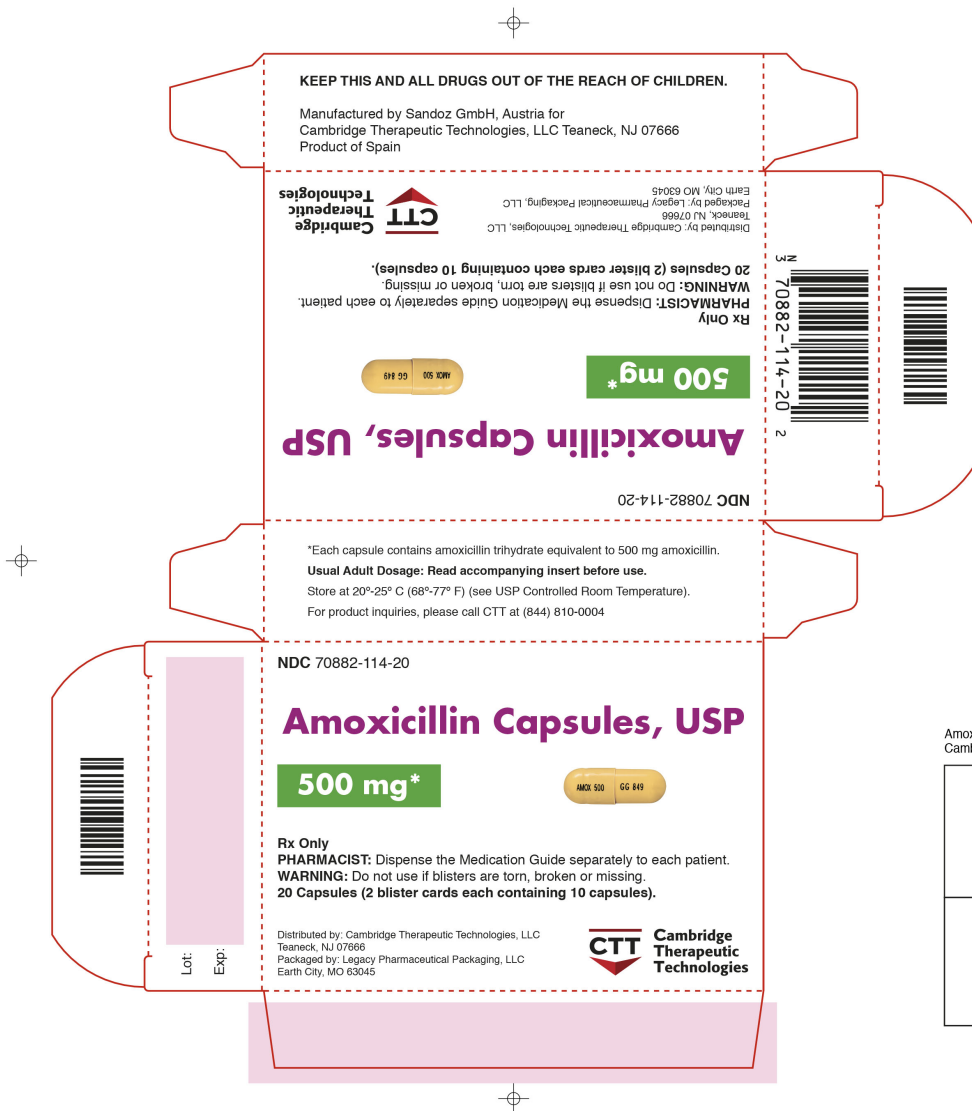 KEEP THIS AND ALL DRUGS OUT OF THE REACH OF CHILDREN.
Manufactured by Sandoz GmbH, Austria for
Cambridge Therapeutic Technologies, LLC Teaneck, NJ 07666
Product of Spain
NDC 70882-114-20
Amoxicillin Capsules, USP
500 mg*
AMOX 500 GG 849
Rx Only
PHARMACIST: Dispense the Medication Guide separately to each patient.
WARNING: Do not use if blisters are torn, broken or missing.
20 Capsules (2 blister cards each containing 10 capsules).
Distributed by: Cambridge Therapeutic Technologies, LLC
Teaneck, NJ 07666
Packaged by: Legacy Pharmaceutical Packaging, LLC
Earth City, MO 63045
CTT
Cambridge
Therapeutic
Technologies
N
3 70882-114-20 2
*Each capsule contains amoxicillin trihydrate equivalent to 500 mg amoxicillin.
Usual Adult Dosage: Read accompanying insert before use.
Store at 20º-25º C (68º-77º F) (see USP Controlled Room Temperature).
For product inquiries, please call CTT at (844) 810-0004
NDC 70882-114-20
Amoxicillin Capsules, USP
500 mg*
AMOX 500 GG 849
Rx Only
PHARMACIST: Dispense the Medication Guide separately to each patient.
WARNING: Do not use if blisters are torn, broken or missing.
20 Capsules (2 blister cards each containing 10 capsules).
Distributed by: Cambridge Therapeutic Technologies, LLC
Teaneck, NJ 07666
Packaged by: Legacy Pharmaceutical Packaging, LLC
Earth City, MO 63045
CTT
Cambridge
Therapeutic
Technologies
Lot:
Exp: